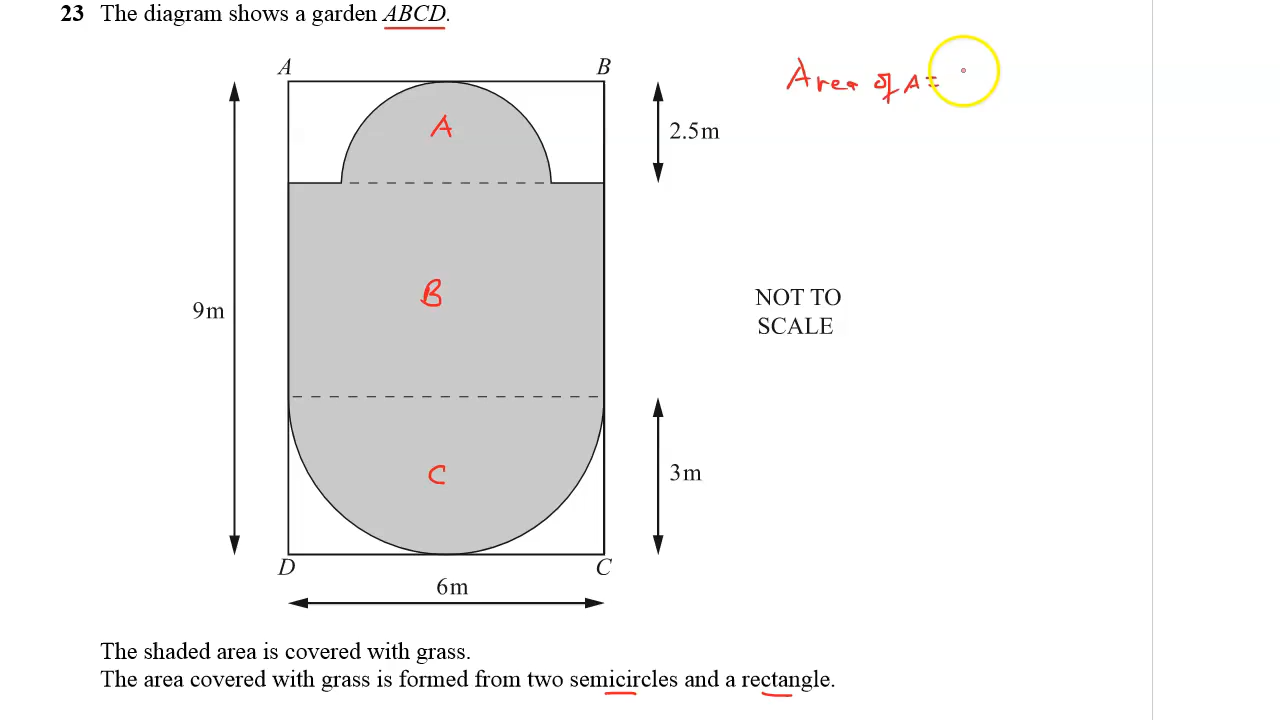 23 The diagram shows a garden ABCD.
A
B
Area of A =
A
2.5m
B
9m
NOT TO
SCALE
C
3m
D
C
6m
The shaded area is covered with grass.
The area covered with grass is formed from two semicircles and a rectangle.